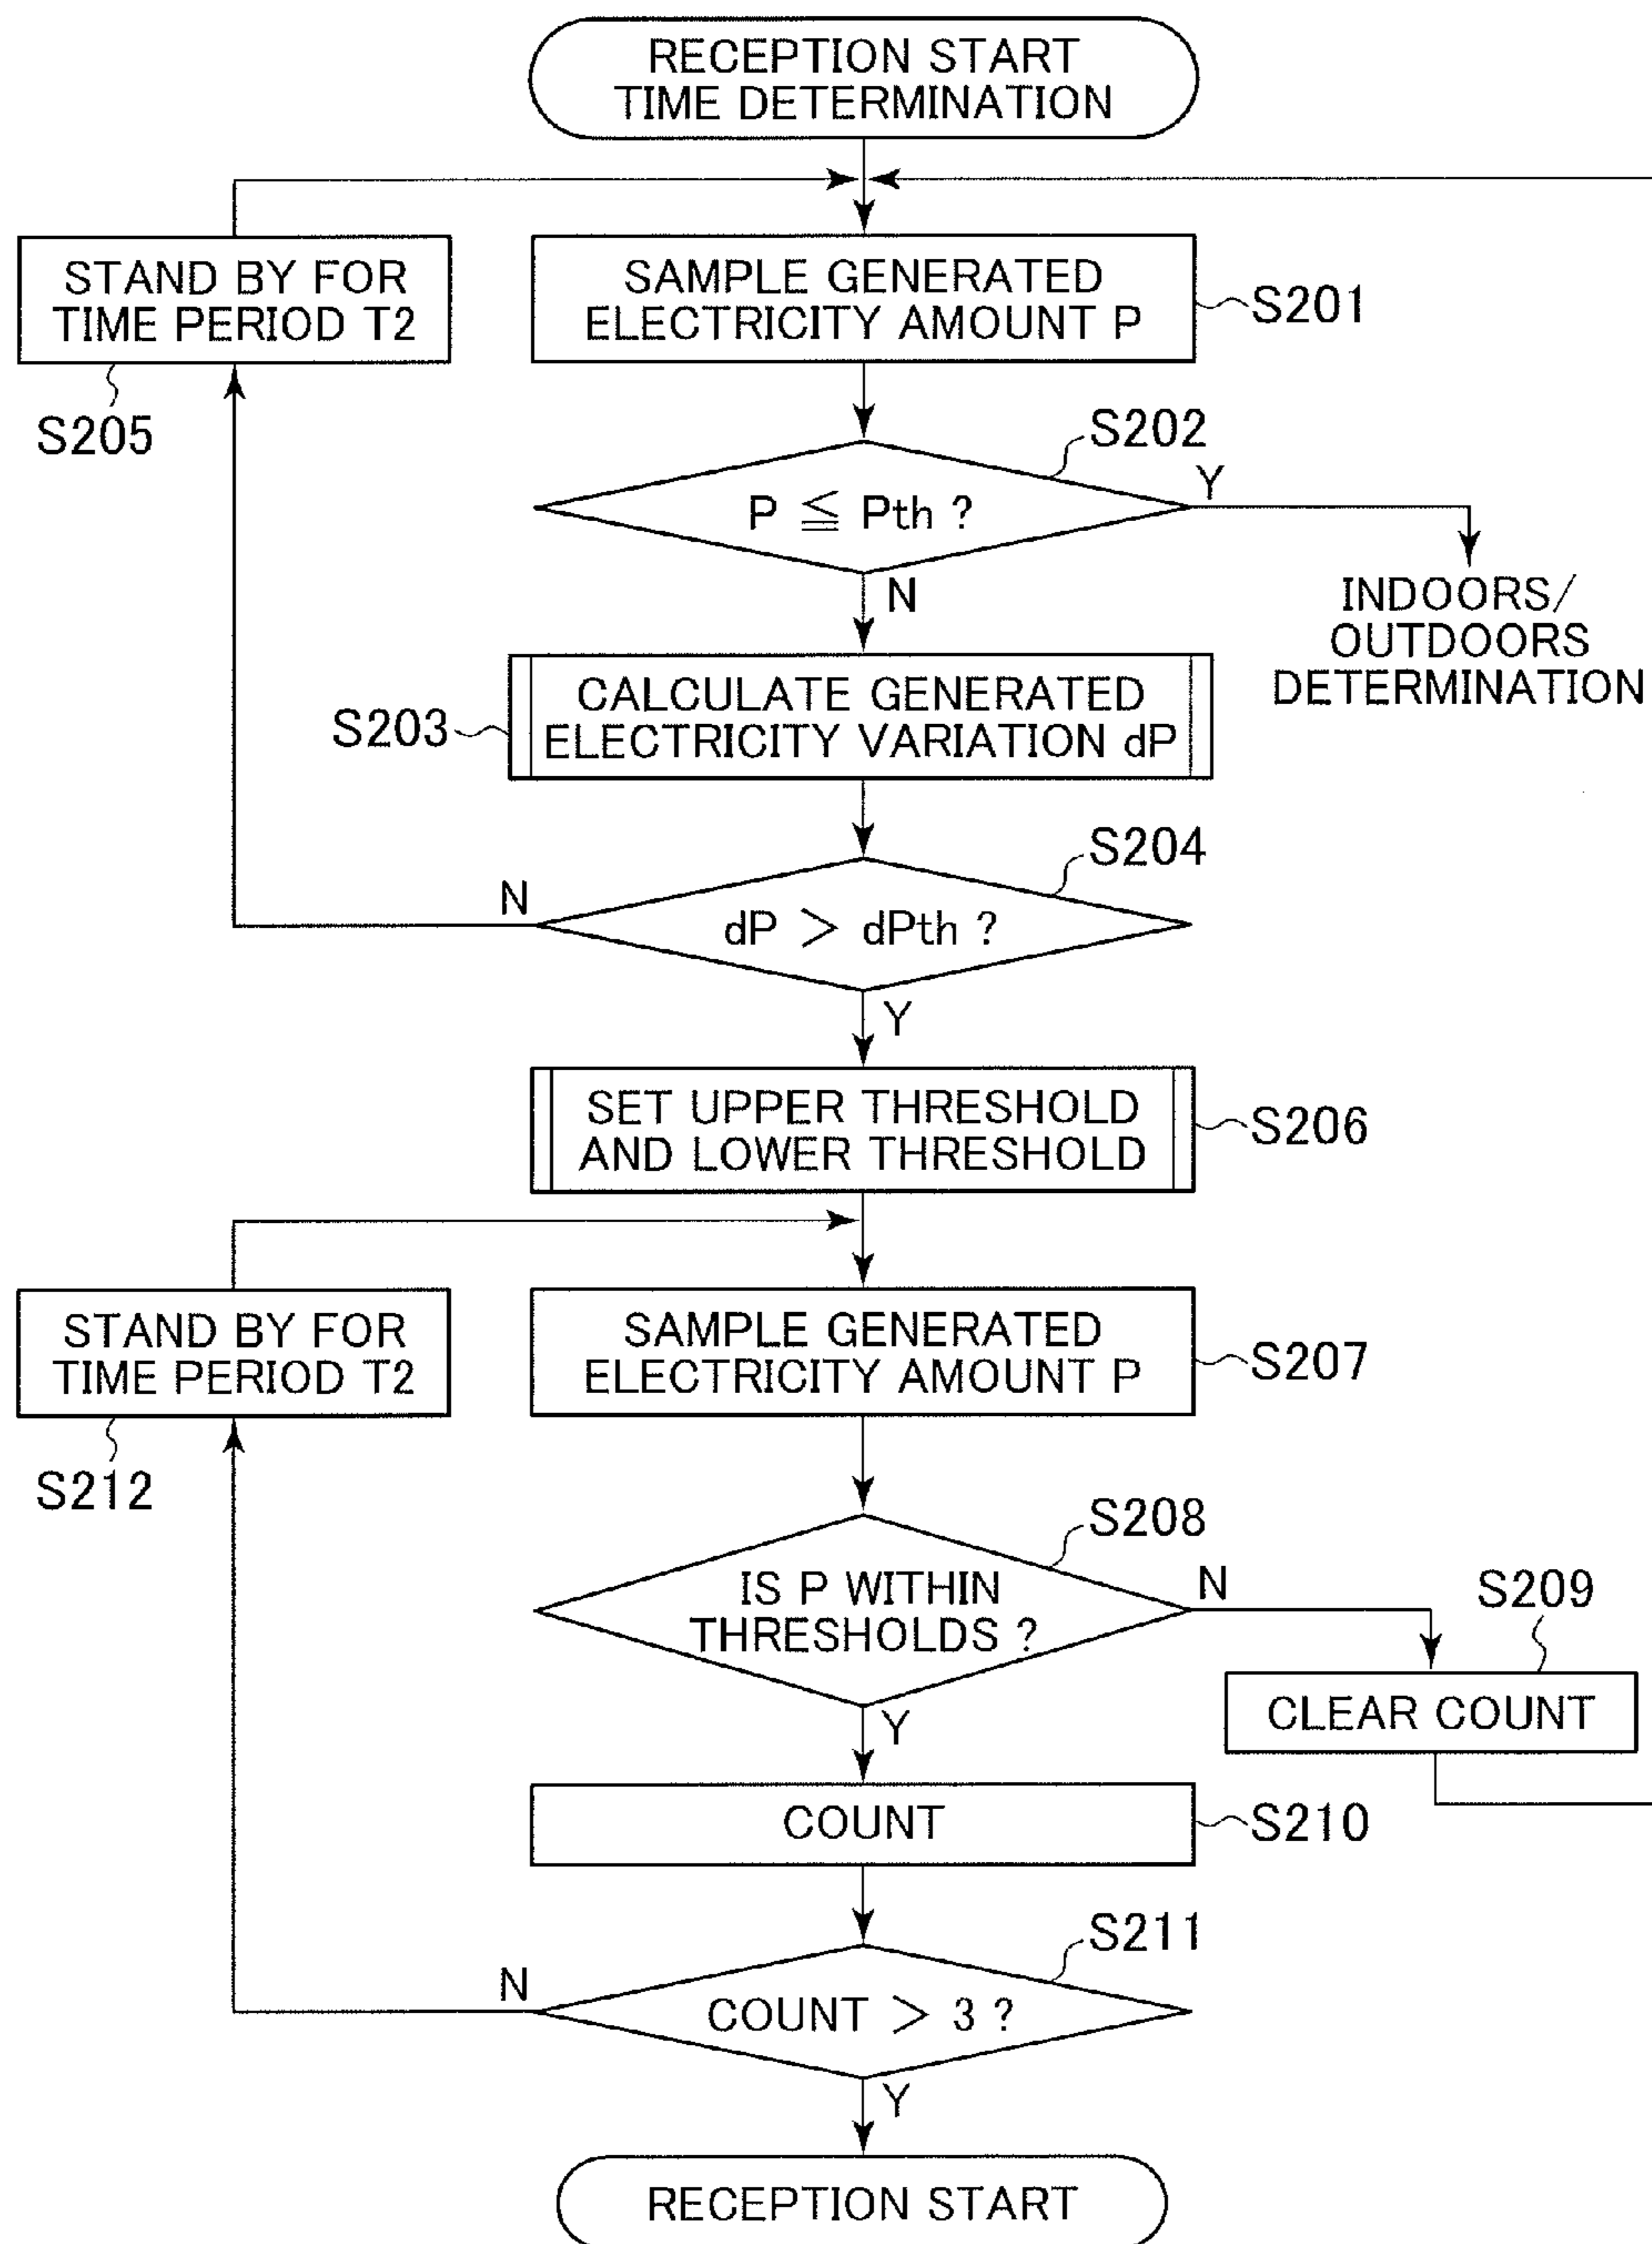 RECEPTION START
TIME DETERMINATION
STAND BY FOR
TIME PERIOD T2
S205
SAMPLE GENERATED
ELECTRICITY AMOUNT P
S201
S202
P ≦ Pth ?
Y
N
INDOORS/
OUTDOORS
DETERMINATION
S203
CALCULATE GENERATED
ELECTRICITY VARIATION dP
S204
N
dP > dPth ?
Y
SET UPPER THRESHOLD
AND LOWER THRESHOLD
S206
STAND BY FOR
TIME PERIOD T2
S212
SAMPLE GENERATED
ELECTRICITY AMOUNT P
S207
S208
IS P WITHIN
THRESHOLDS ?
N
S209
CLEAR COUNT
Y
COUNT
S210
S211
N
COUNT > 3 ?
Y
RECEPTION START